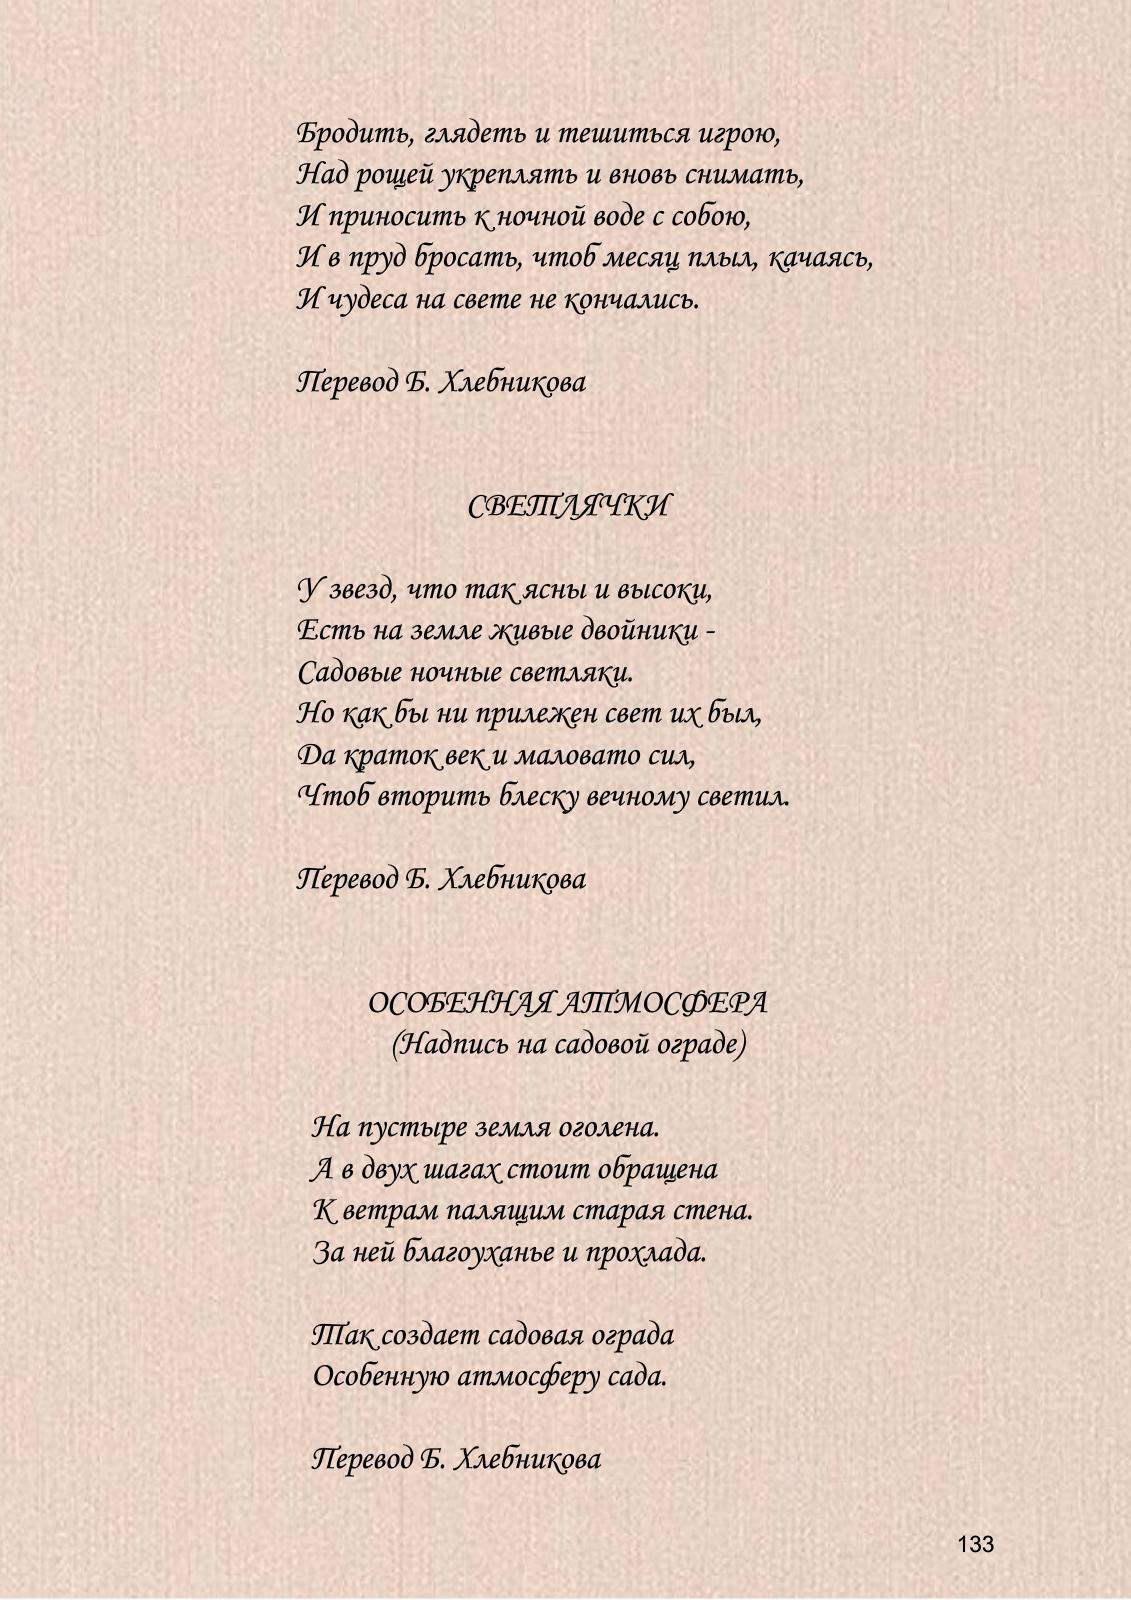 Бродить, глядеть и тешиться игрою,
Над рощей укреплять и вновь снимать,
И приносить к ночной воде с собою,
И в пруд бросать, чтоб месяц плыл, качаясь,
И чудеса на свете не кончались.
Перевод Б. Хлебникова
СВЕТЛЯЧКИ
У звезд, что так ясны и высоки,
Есть на земле живые двойники -
Садовые ночные светляки.
Но как бы ни прилежен свет их был,
Да краток век и маловато сил,
Чтоб вторить блеску вечному светил.
Перевод Б. Хлебникова
ОСОБЕННАЯ АТМОСФЕРА
(Надпись на садовой ограде)
На пустыре земля оголена.
А в двух шагах стоит обращена
К ветрам палящим старая стена.
За ней благоуханье и прохлада.
Так создает садовая ограда
Особенную атмосферу сада.
Перевод Б. Хлебникова
133